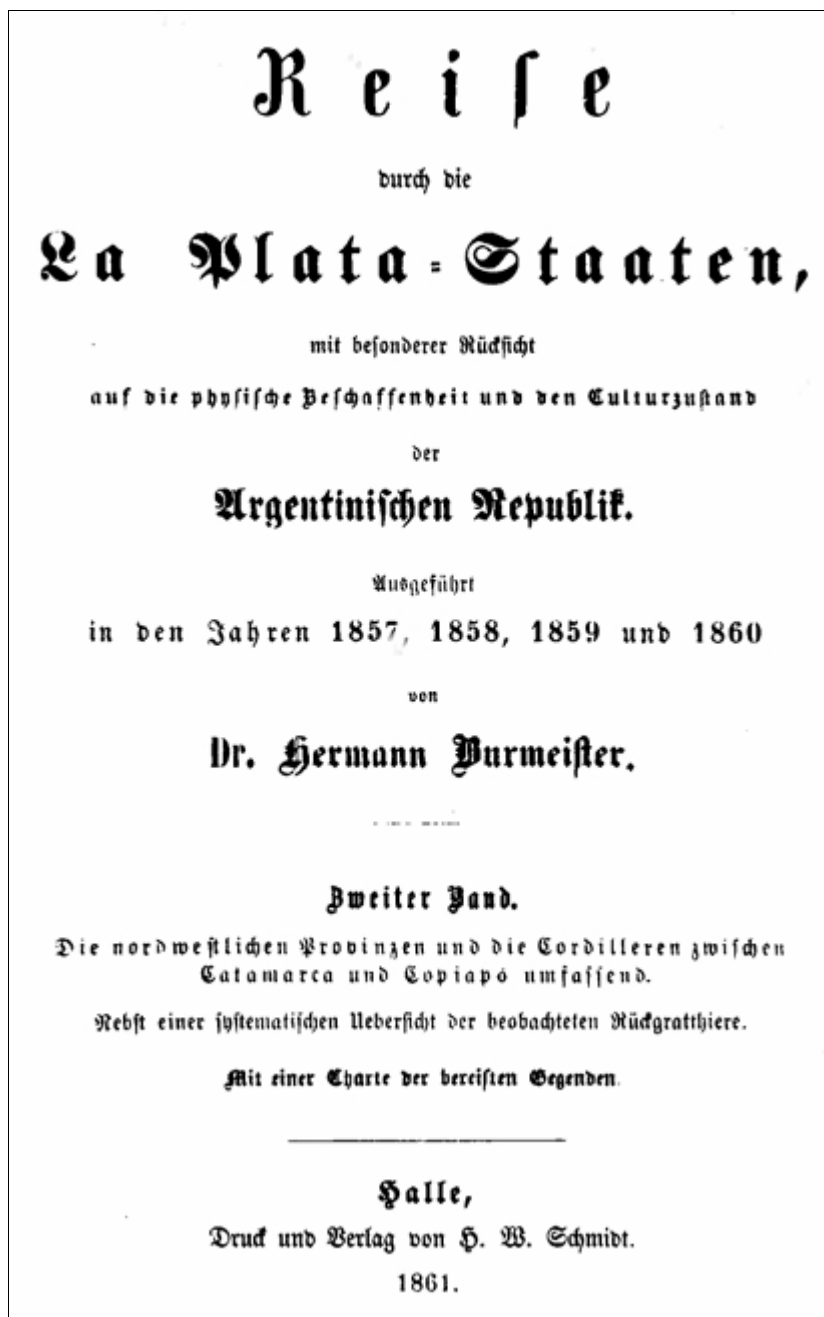 Reise
durch die
La Plata-Staaten,
mit besonderer Rücksicht
auf die physische Beschaffenheit und den Culturzustand
der
Argentinischen Republik.
Ausgeführt
in den Jahren 1857, 1858, 1859 und 1860
von
Dr. Hermann Burmeister.
Zweiter Band.
Die nordwestlichen Provinzen und die Cordilleren zwischen
Catamarca und Copiapó umfassend.
Nebst einer systematischen Uebersicht der beobachteten Rückgratthiere.
Mit einer Charte der bereisten Gegenden.
Halle,
Druck und Verlag von H. W. Schmidt.
1861.